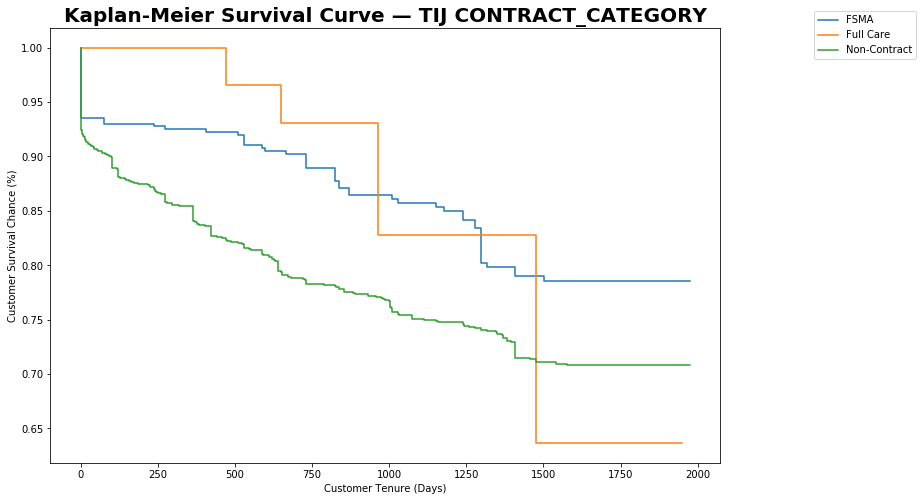 Kaplan-Meier Survival Curve — TIJ CONTRACT_CATEGORY
FSMA
Full Care
Non-Contract
Customer Survival Chance (%)
1.00
0.95
0.90
0.85
0.80
0.75
0.70
0.65
0
250
500
750
1000
1250
1500
1750
2000
Customer Tenure (Days)